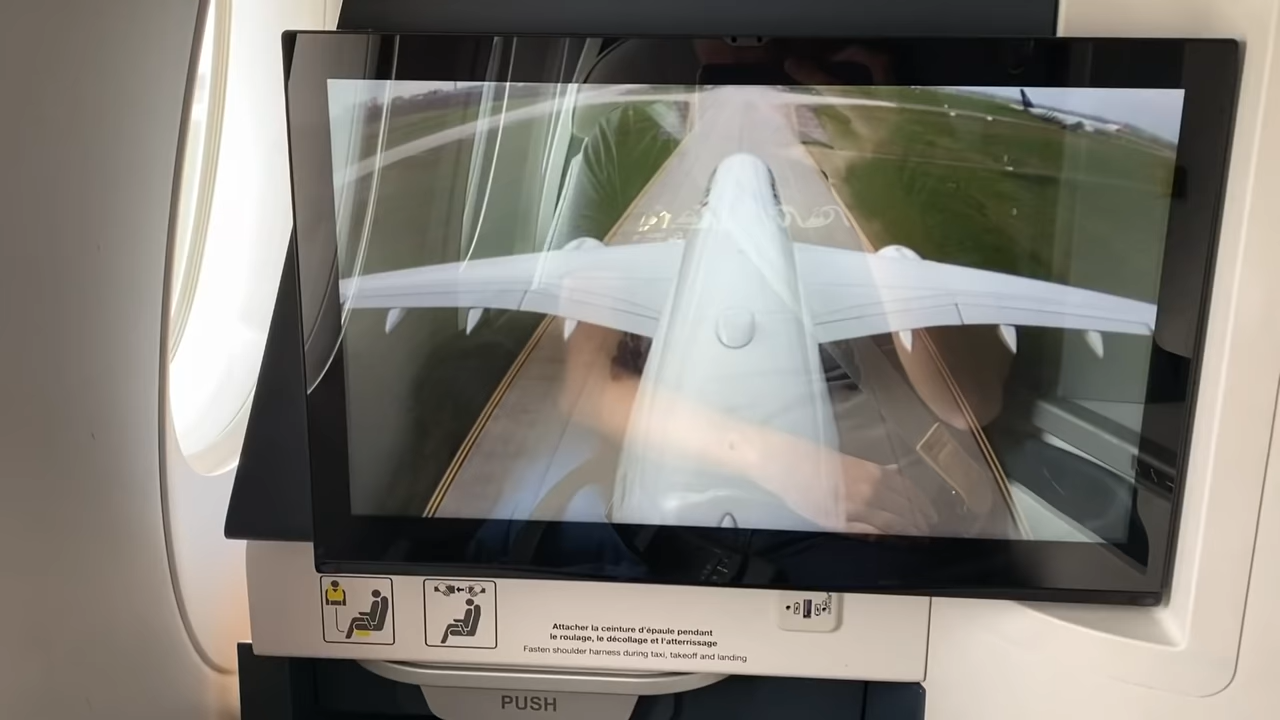 Attacher la ceinture d'épaule pendant
le roulage, le décollage et l'atterrissage
Fasten shoulder harness during taxi, takeoff and landing
PUSH